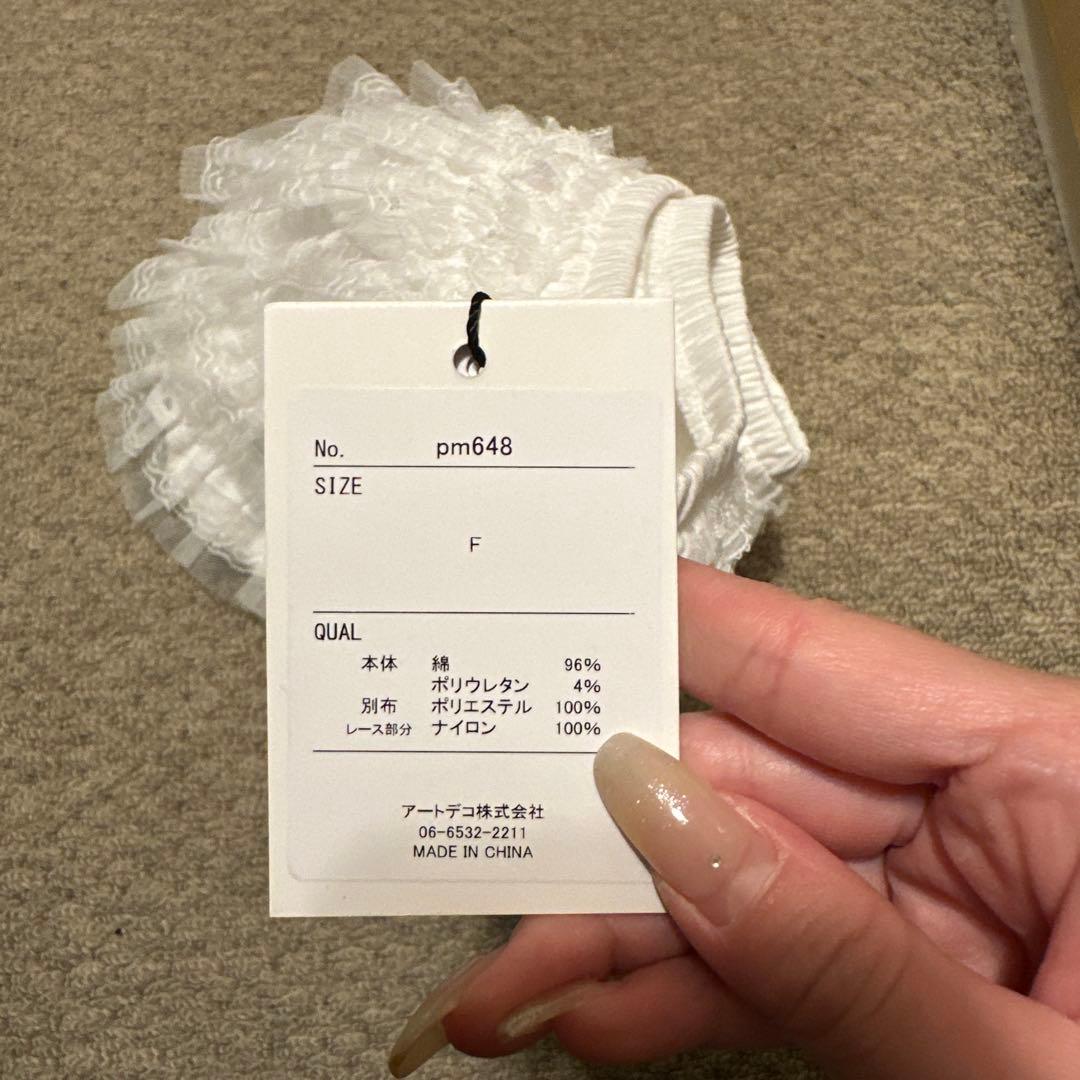 No. pm648
SIZE
F
QUAL
本体 綿 96%
ポリウレタン 4%
別布 ポリエステル 100%
レース部分 ナイロン 100%
アートデコ株式会社
06-6532-2211
MADE IN CHINA